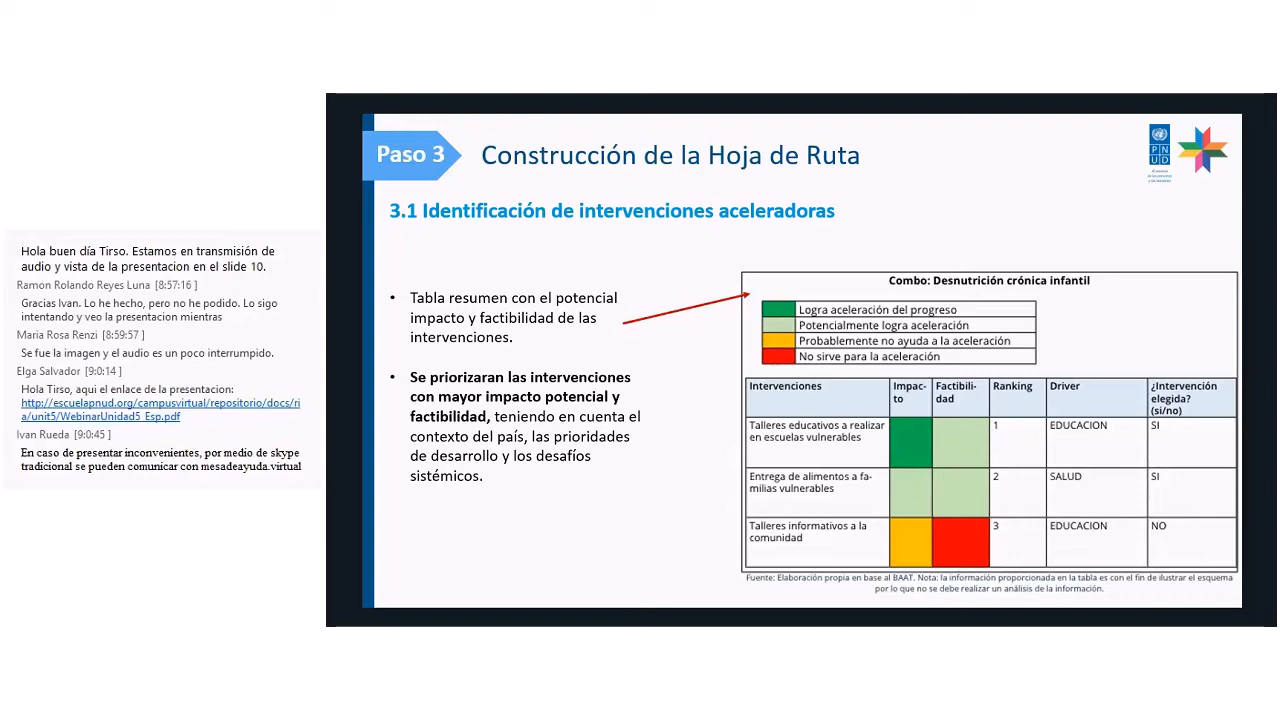 Hola buen día Tirso. Estamos en transmisión de
audio y vista de la presentacion en el slide 10.
Ramon Rolando Reyes Luna [8:57:16 ]
Gracias Ivan. Lo he hecho, pero no he podido. Lo sigo
intentando y veo la presentacion mientras
Maria Rosa Renzi [8:59:57 ]
Se fue la imagen y el audio es un poco interrumpido.
Elga Salvador [9:0:14 ]
Hola Tirso, aqui el enlace de la presentacion:
http://escuelapnud.org/campusvirtual/repositorio/docs/ri
a/unit5/WebinarUnidad5_Esp.pdf
Ivan Rueda [9:0:45 ]
En caso de presentar inconvenientes, por medio de skype
tradicional se pueden comunicar con mesadeayuda.virtual
Paso 3
Construcción de la Hoja de Ruta
P N
U D
3.1 Identificación de intervenciones aceleradoras
• Tabla resumen con el potencial
impacto y factibilidad de las
intervenciones.
• Se priorizaran las intervenciones
con mayor impacto potencial y
factibilidad, teniendo en cuenta el
contexto del país, las prioridades
de desarrollo y los desafíos
sistémicos.
Combo: Desnutrición crónica infantil
Logra aceleración del progreso
Potencialmente logra aceleración
Probablemente no ayuda a la aceleración
No sirve para la aceleración
Intervenciones
Impac-
to
Factibili-
dad
Ranking
Driver
¿Intervención
elegida?
(si/no)
Talleres educativos a realizar
en escuelas vulnerables
1
EDUCACION
SI
Entrega de alimentos a fa-
milias vulnerables
2
SALUD
SI
Talleres informativos a la
comunidad
3
EDUCACION
NO
Fuente: Elaboración propia en base al BAAT. Nota: la información proporcionada en la tabla es con el fin de ilustrar el esquema
por lo que no se debe realizar un análisis de la información.